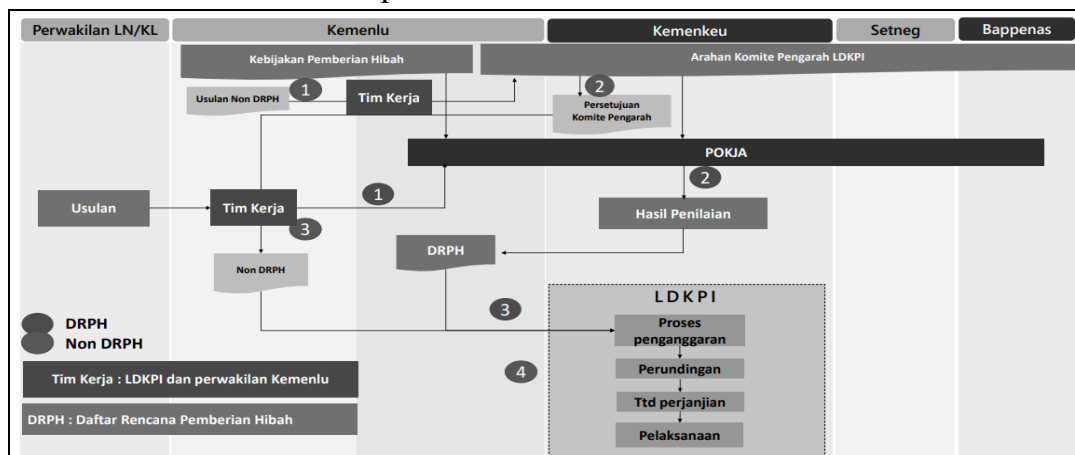 Perwakilan LN/KL
Kemenlu
Kemenkeu
Setneg
Bappenas
Kebijakan Pemberian Hibah
Arahan Komite Pengarah LDKPI
Usulan Non DRPH
1
Tim Kerja
2
Persetujuan
Komite Pengarah
POKJA
1
2
Usulan
Tim Kerja
3
Hasil Penilaian
DRPH
Non DRPH
LDKPI
3
Proses
penganggaran
DRPH
Non DRPH
4
Perundingan
Tim Kerja : LDKPI dan perwakilan Kemenlu
Ttd perjanjian
DRPH : Daftar Rencana Pemberian Hibah
Pelaksanaan